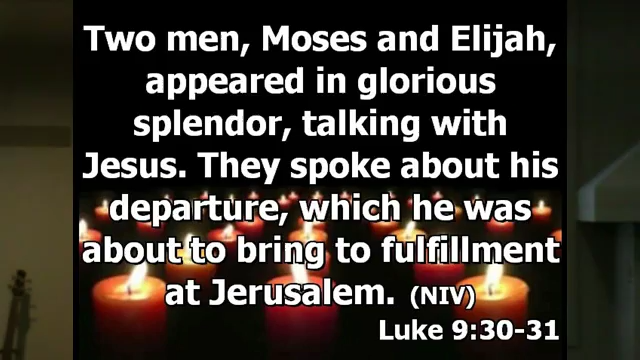 Two men, Moses and Elijah,
appeared in glorious
splendor, talking with
Jesus. They spoke about his
departure, which he was
about to bring to fulfillment
at Jerusalem. (NIV)
Luke 9:30-31